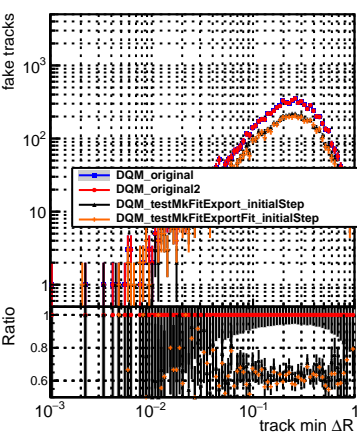 fake tracks
10³
10²
10
1
DQM_original
DQM_original2
DQM_testMkFitExport_initialStep
DQM_testMkFitExportFit_initialStep
Ratio
1
0.8
0.6
10⁻³
10⁻²
10⁻¹
1
track min ΔR